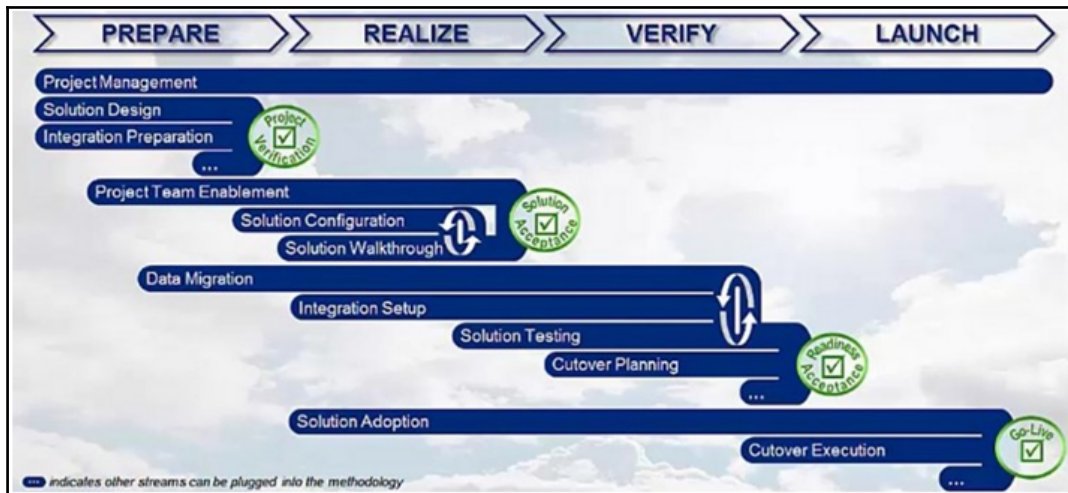 PREPARE REALIZE VERIFY LAUNCH
Project Management
Solution Design
Integration Preparation
Project Verification
...
Project Team Enablement
Solution Configuration
Solution Walkthrough
Solution Acceptance
Data Migration
Integration Setup
Solution Testing
Cutover Planning
Readiness Acceptance
...
Solution Adoption
Cutover Execution
Go-Live
...
... indicates other streams can be plugged into the methodology